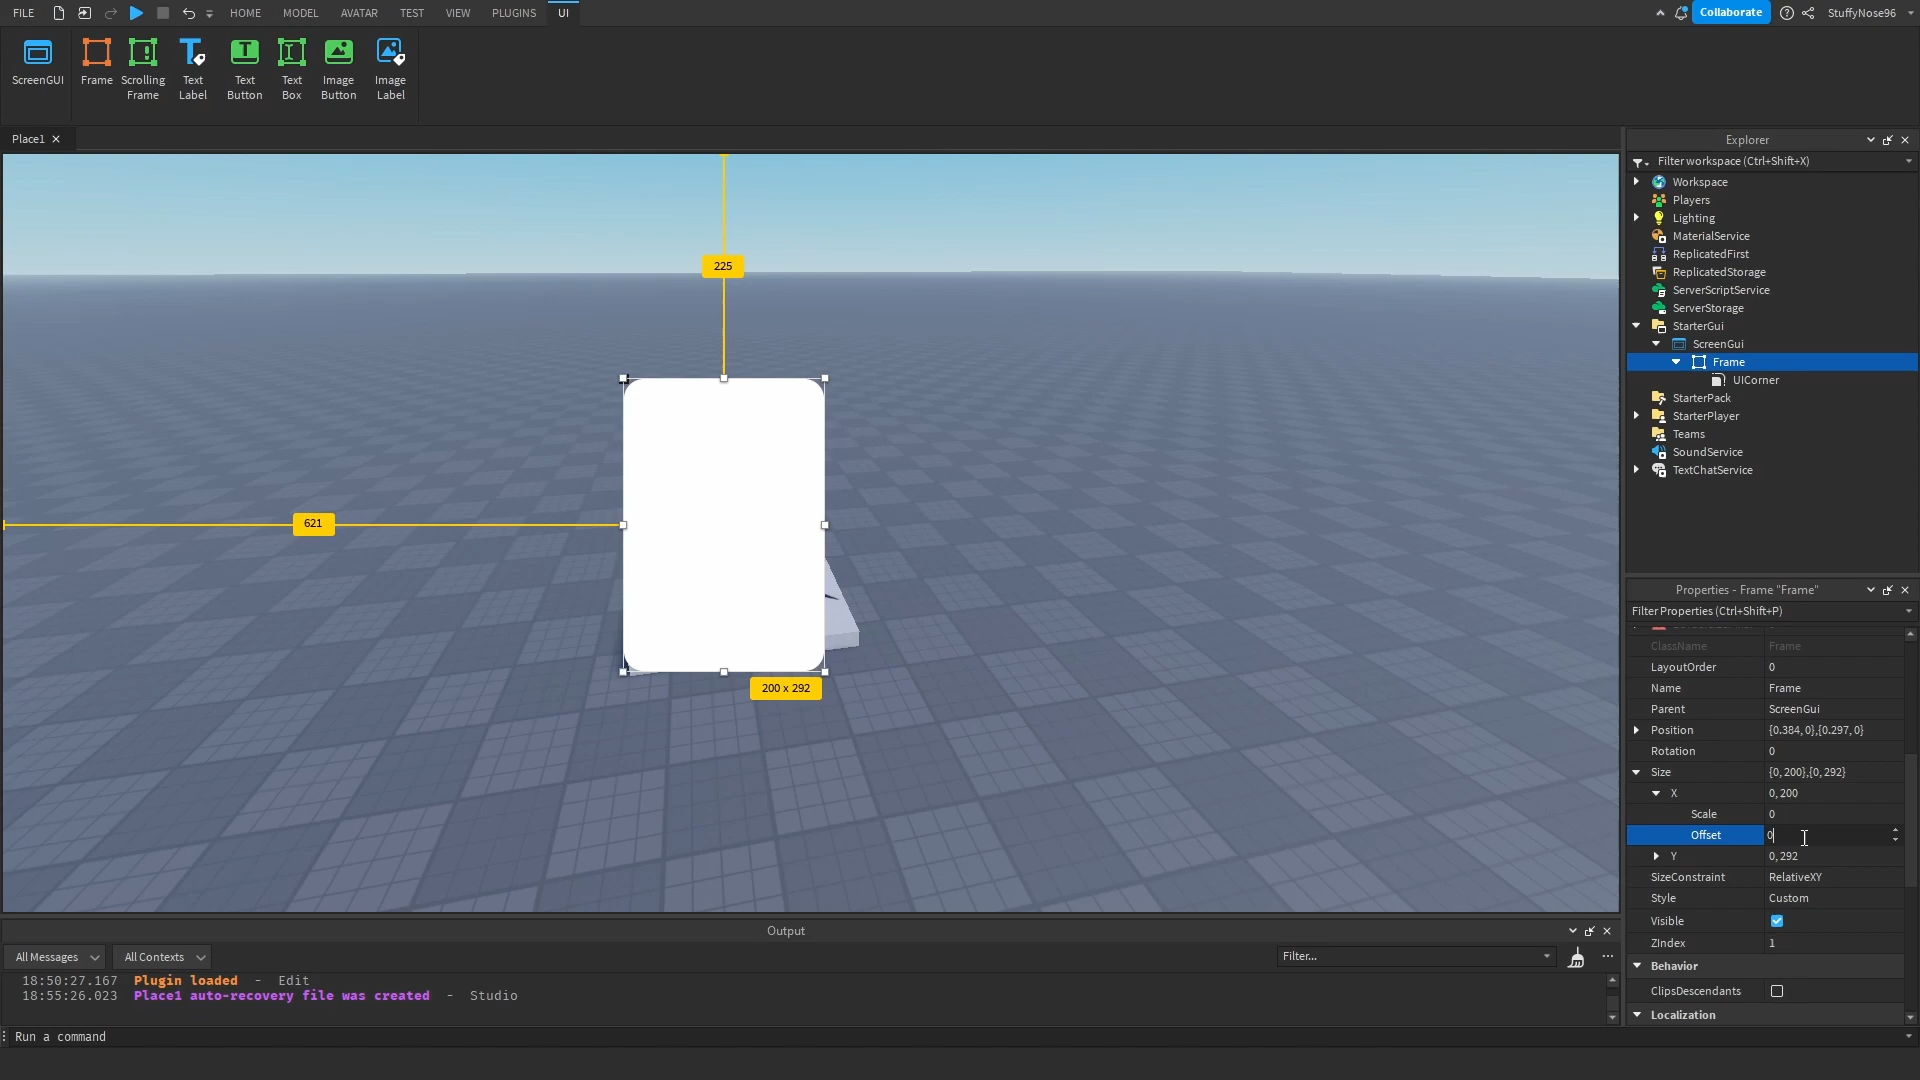 FILE HOME MODEL AVATAR TEST VIEW PLUGINS UI Collaborate StuffyNose96
ScreenGUI Frame Scrolling Frame Text Label Text Button Text Box Image Button Image Label
Place1
225
621
200 x 292
Explorer
Filter workspace (Ctrl+Shift+X)
Workspace
Players
Lighting
MaterialService
ReplicatedFirst
ReplicatedStorage
ServerScriptService
ServerStorage
StarterGui
ScreenGui
Frame
UICorner
StarterPack
StarterPlayer
Teams
SoundService
TextChatService
Properties - Frame "Frame"
Filter Properties (Ctrl+Shift+P)
ClassName Frame
LayoutOrder 0
Name Frame
Parent ScreenGui
Position {0.384, 0},{0.297, 0}
Rotation 0
Size {0, 200},{0, 292}
X 0, 200
Scale 0
Offset 0
Y 0, 292
SizeConstraint RelativeXY
Style Custom
Visible
ZIndex 1
Behavior
ClipsDescendants
Localization
Output
All Messages All Contexts Filter...
18:50:27.167 Plugin loaded - Edit
18:55:26.023 Place1 auto-recovery file was created - Studio
Run a command